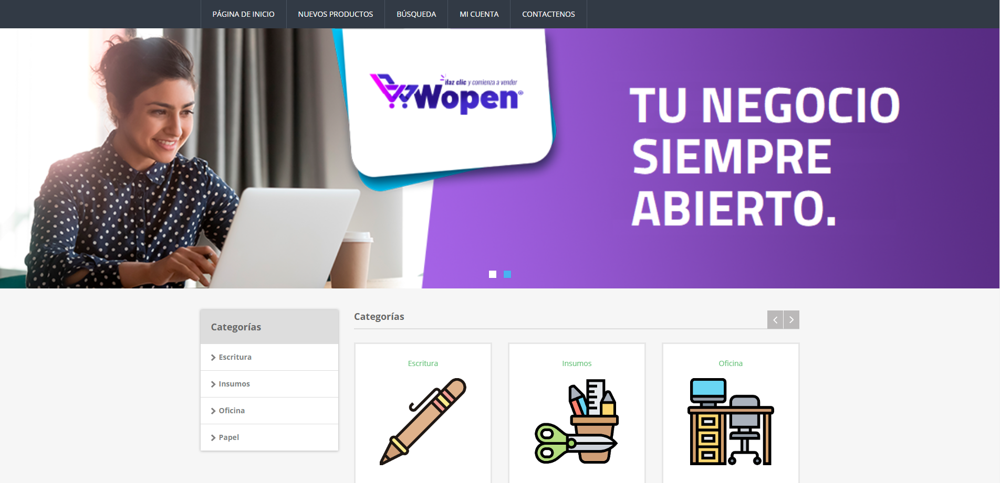 PÁGINA DE INICIO
NUEVOS PRODUCTOS
BÚSQUEDA
MI CUENTA
CONTACTENOS
Haz clic y comienza a vender
Wopen®
TU NEGOCIO
SIEMPRE
ABIERTO.
Categorías
Escritura
Insumos
Oficina
Papel
Categorías
Escritura
Insumos
Oficina